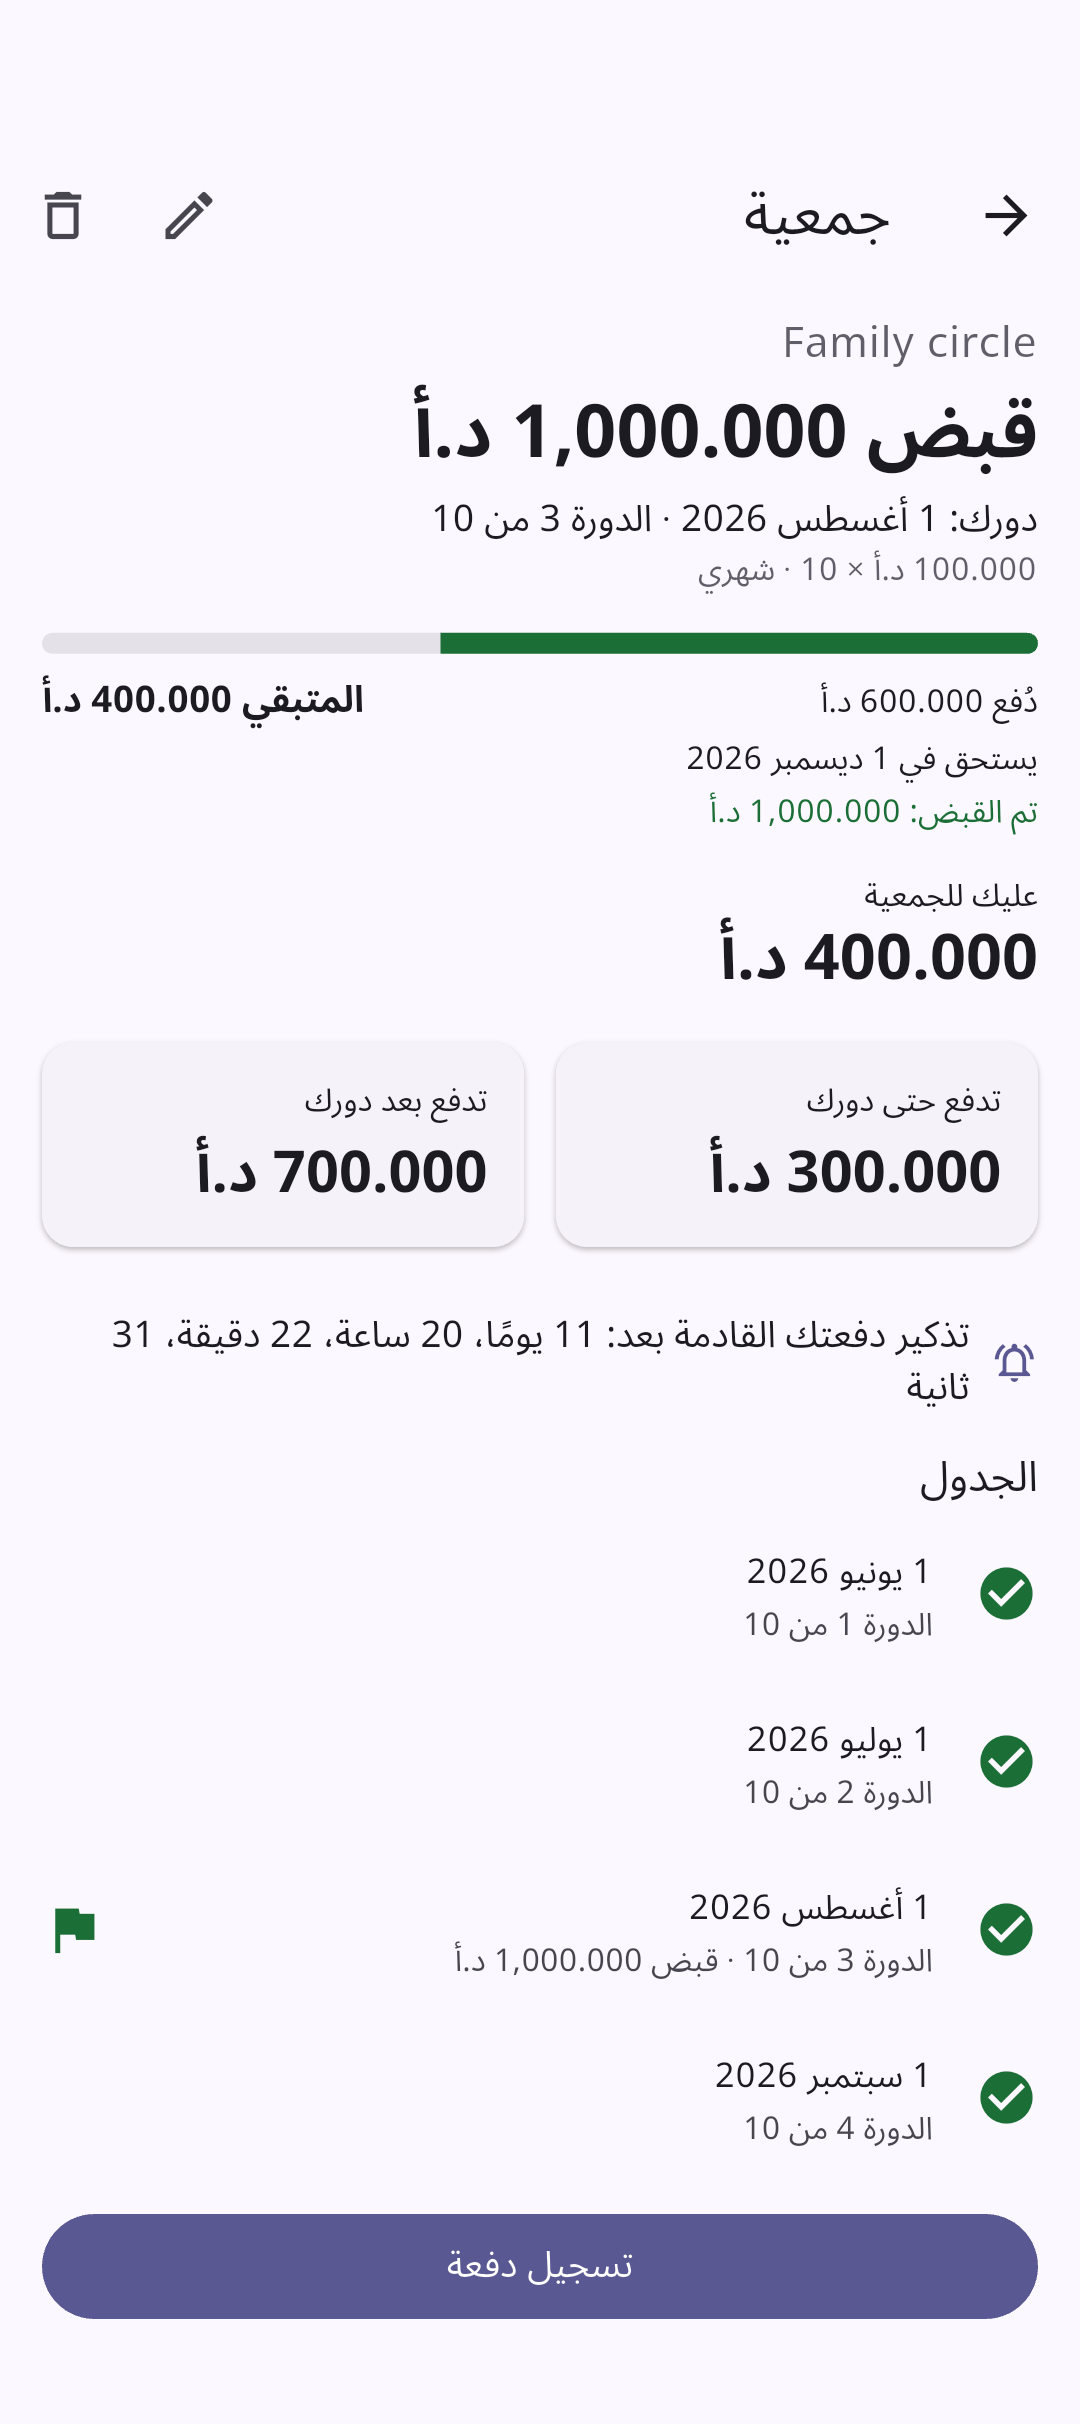 جمعية
Family circle
قبض 1,000.000 د.أ
دورك: 1 أغسطس 2026 · الدورة 3 من 10
100.000 د.أ × 10 · شهري
دُفع 600.000 د.أ
المتبقي 400.000 د.أ
يستحق في 1 ديسمبر 2026
تم القبض: 1,000.000 د.أ
عليك للجمعية
400.000 د.أ
تدفع حتى دورك
300.000 د.أ
تدفع بعد دورك
700.000 د.أ
تذكير دفعتك القادمة بعد: 11 يومًا، 20 ساعة، 22 دقيقة، 31
ثانية
الجدول
1 يونيو 2026
الدورة 1 من 10
1 يوليو 2026
الدورة 2 من 10
1 أغسطس 2026
الدورة 3 من 10 · قبض 1,000.000 د.أ
1 سبتمبر 2026
الدورة 4 من 10
تسجيل دفعة